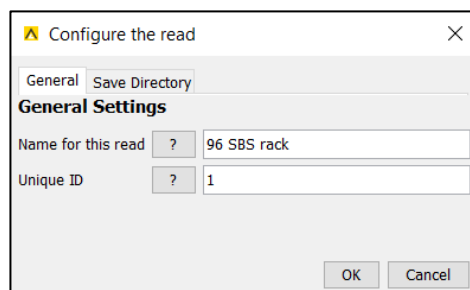 Configure the read
General Save Directory
General Settings
Name for this read ? 96 SBS rack
Unique ID ? 1
OK Cancel